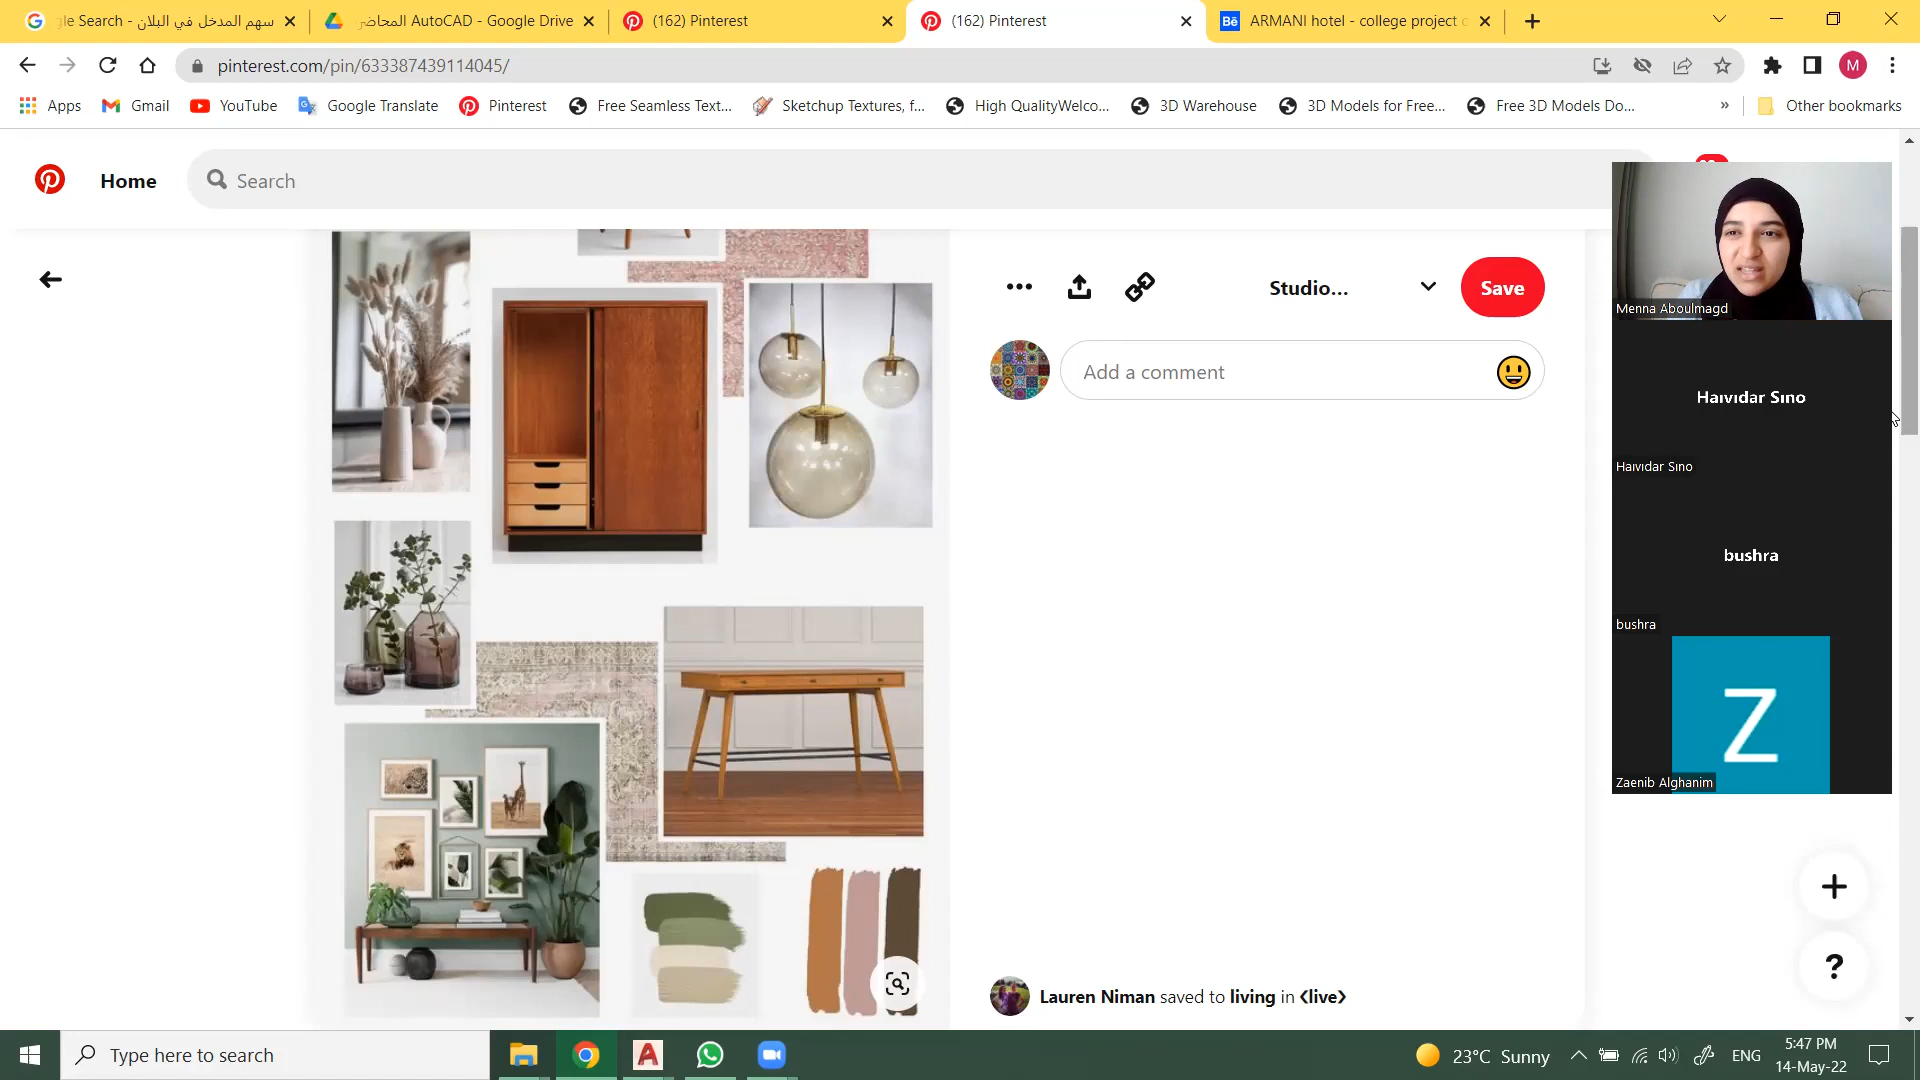 le Search - سهم المدخل في البلان
المحاضر AutoCAD - Google Drive
(162) Pinterest
(162) Pinterest
Bē ARMANI hotel - college project
pinterest.com/pin/633387439114045/
M
Apps Gmail YouTube Google Translate Pinterest Free Seamless Text... Sketchup Textures, f... High QualityWelco... 3D Warehouse 3D Models for Free... Free 3D Models Do... » Other bookmarks
Home
Search
Studio...
Save
Add a comment
Menna Aboulmagd
Haıvıdar Sıno
Haıvıdar Sıno
bushra
bushra
Z
Zaenib Alghanim
+
?
Lauren Niman saved to living in ❮live❯
Type here to search
A
23°C Sunny
ENG
5:47 PM
14-May-22